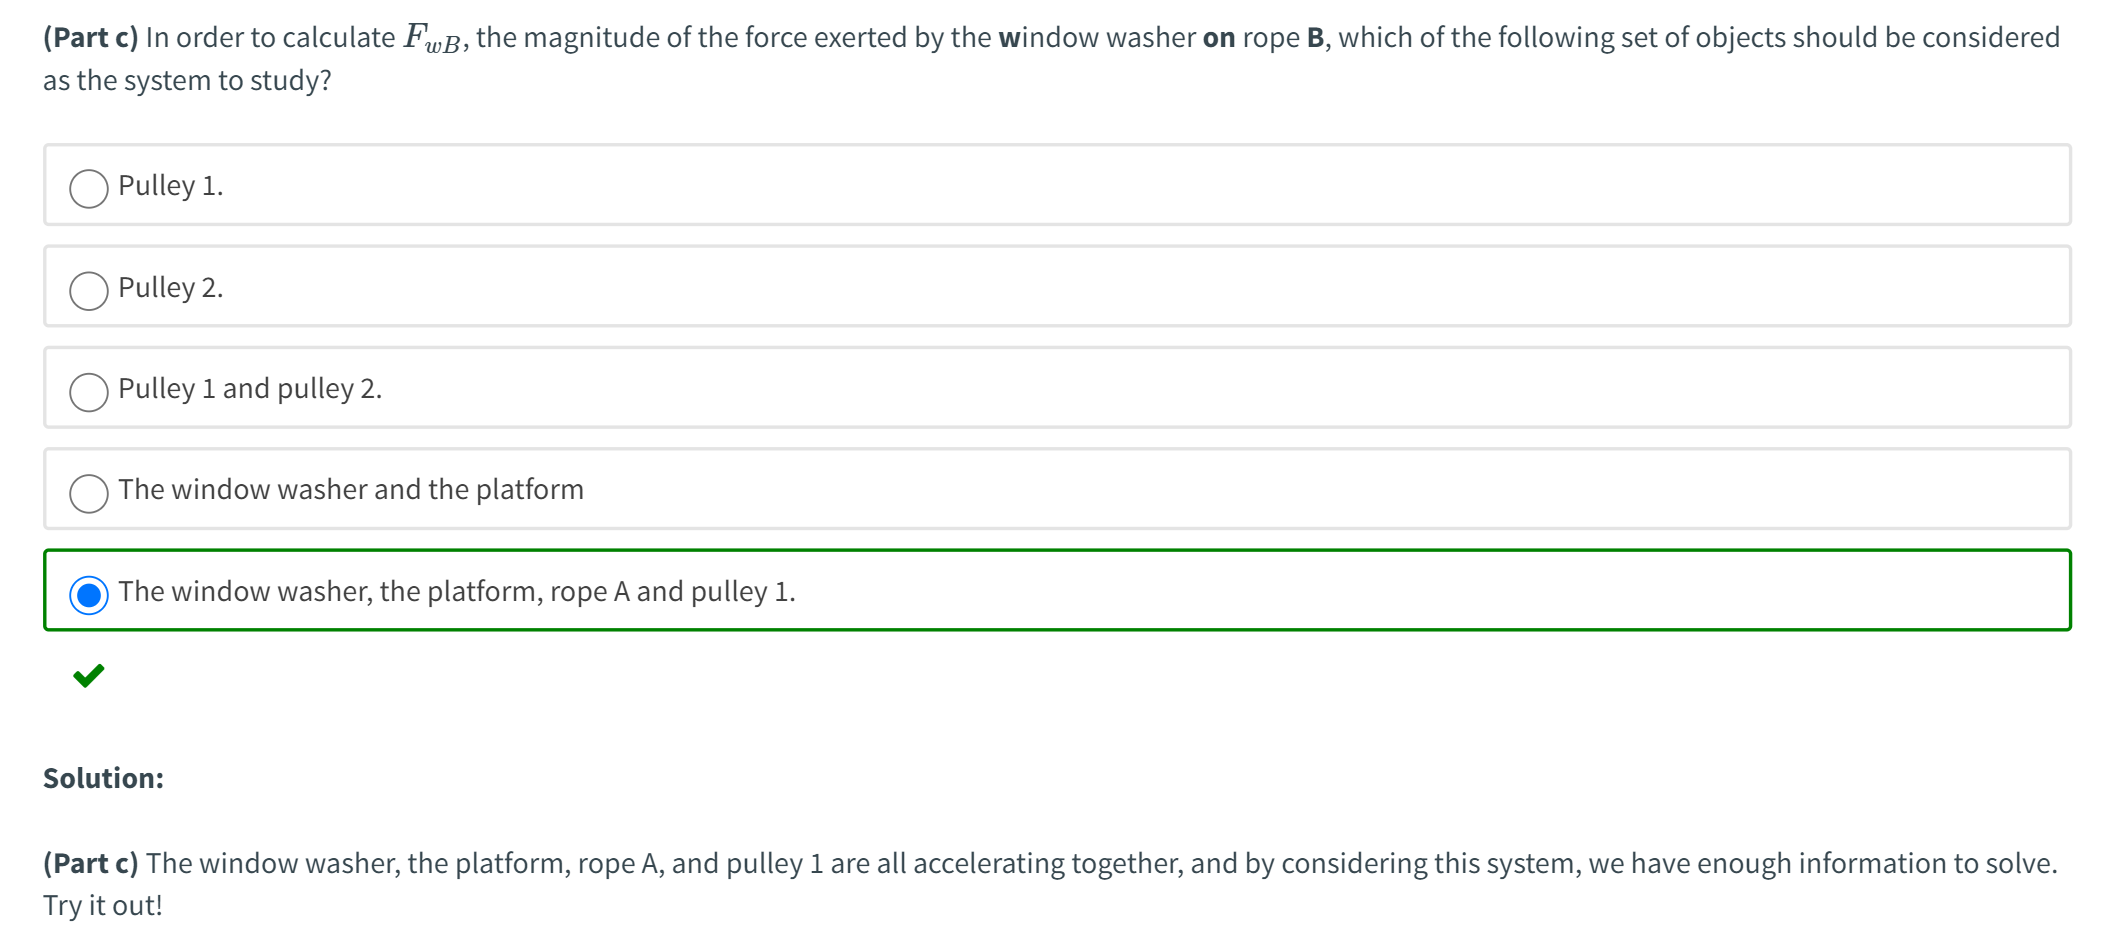 (Part c) In order to calculate F_{wB}, the magnitude of the force exerted by the window washer on rope B, which of the following set of objects should be considered
as the system to study?
Pulley 1.
Pulley 2.
Pulley 1 and pulley 2.
The window washer and the platform
The window washer, the platform, rope A and pulley 1.
Solution:
(Part c) The window washer, the platform, rope A, and pulley 1 are all accelerating together, and by considering this system, we have enough information to solve.
Try it out!